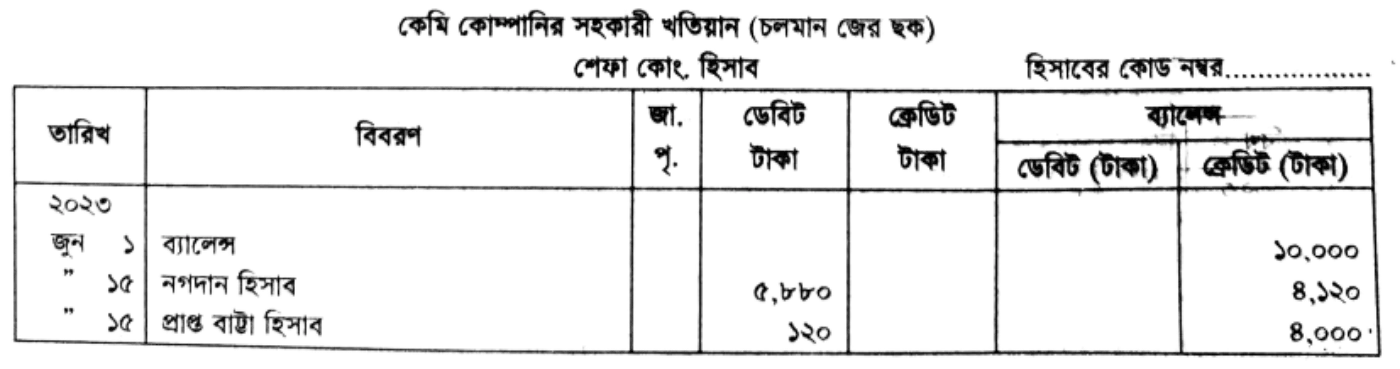 কেমি কোম্পানির সহকারী খতিয়ান (চলমান জের ছক)
শেফা কোং. হিসাব হিসাবের কোড নম্বর..................
তারিখ বিবরণ জা. পৃ. ডেবিট টাকা ক্রেডিট টাকা ব্যালেন্স
ডেবিট (টাকা) ক্রেডিট (টাকা)
২০২৩
জুন ১ ব্যালেন্স ১০,০০০
" ১৫ নগদান হিসাব ৫,৮৮০ ৪,১২০
" ১৫ প্রাপ্ত বাট্টা হিসাব ১২০ ৪,০০০